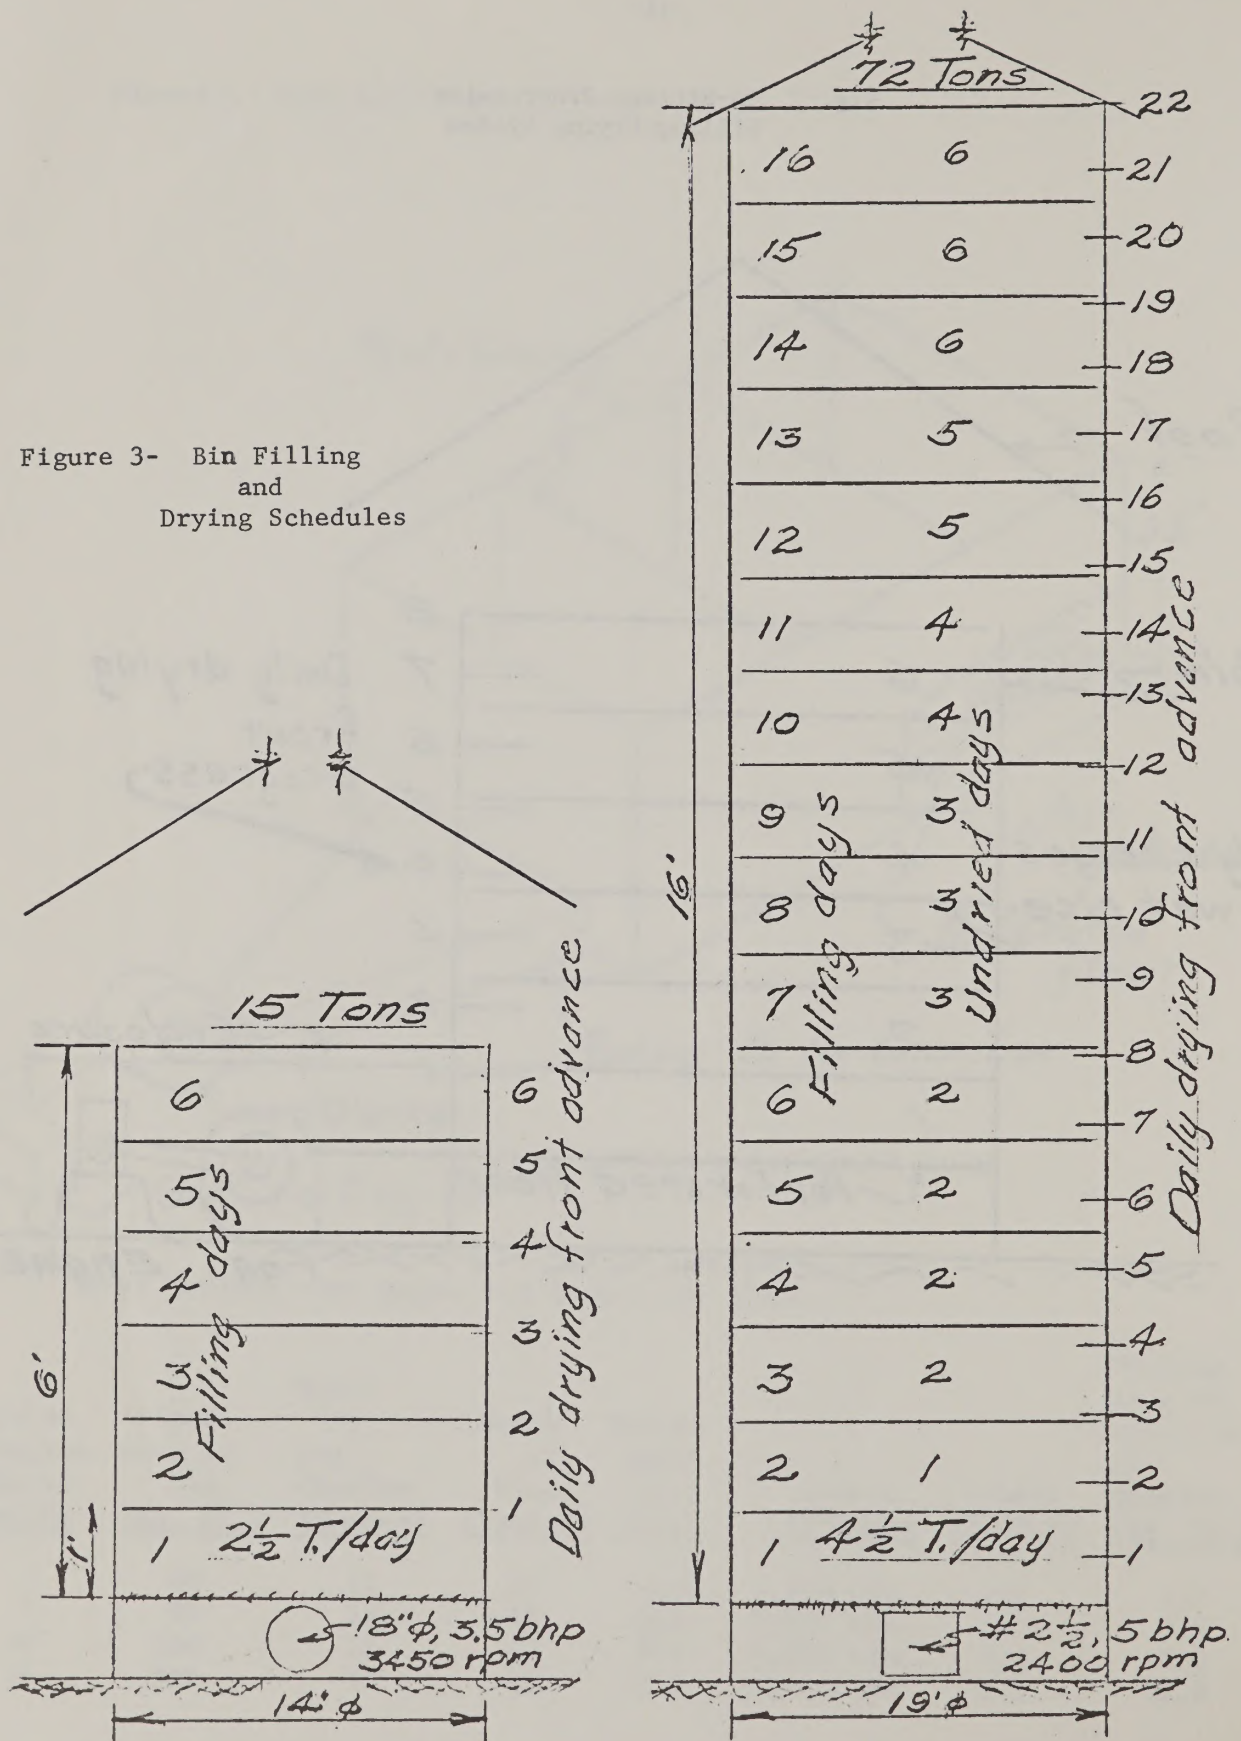 Figure 3- Bin Filling
and
Drying Schedules
15 Tons
6
5
4
3
2
1 2½ T./day
Filling days
6
5
4
3
2
1
Daily drying front advance
6'
1'
18"φ, 3.5 bhp
3450 rpm
14'φ
72 Tons
16 6
15 6
14 6
13 5
12 5
11 4
10 4
9 3
8 3
7 3
6 2
5 2
4 2
3 2
2 1
1 4½ T./day
Filling days
Undried days
22
21
20
19
18
17
16
15
14
13
12
11
10
9
8
7
6
5
4
3
2
1
Daily drying front advance
16'
#2½, 5 bhp.
2400 rpm
19'φ